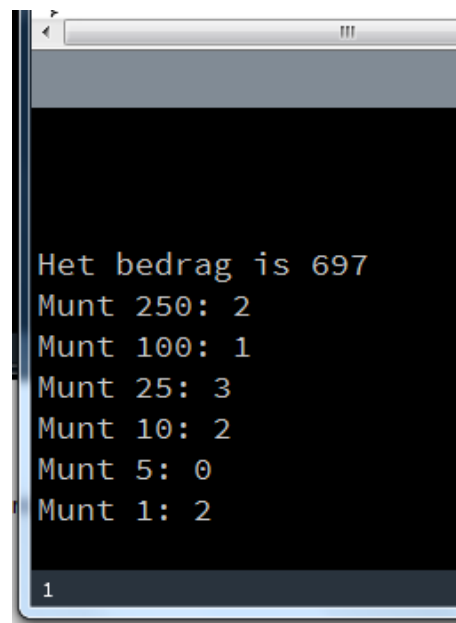 Het bedrag is 697
Munt 250: 2
Munt 100: 1
Munt 25: 3
Munt 10: 2
Munt 5: 0
Munt 1: 2
1